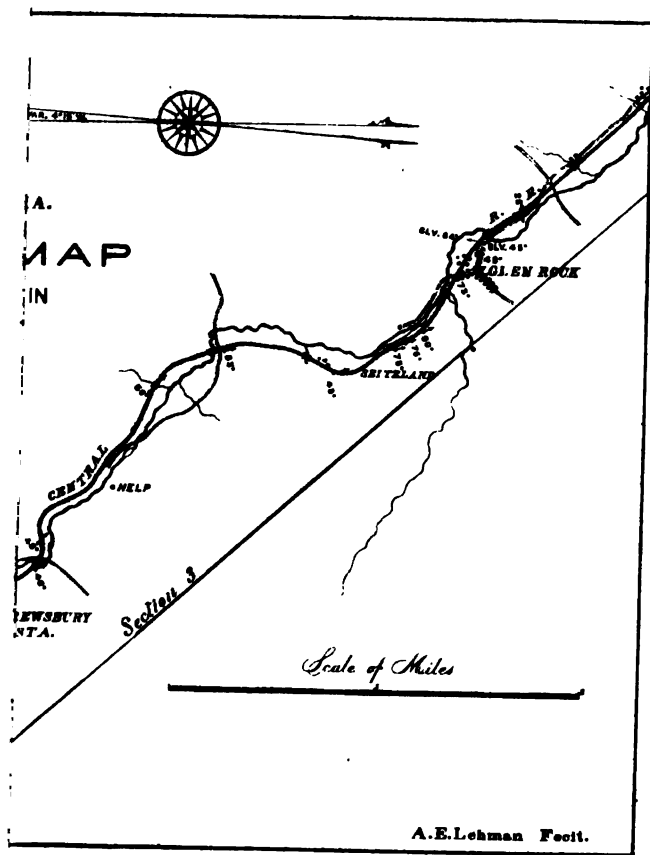 A.
MAP
IN
R. R.
GLEN ROCK
SEITZLAND
CENTRAL
HELP
Section 3
EWSBURY
STA.
Scale of Miles
A.E.Lehman Fecit.